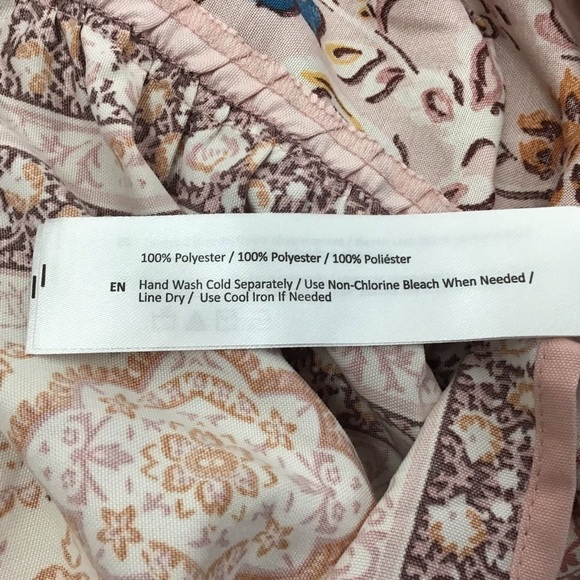 100% Polyester / 100% Polyester / 100% Poliéster
EN Hand Wash Cold Separately / Use Non-Chlorine Bleach When Needed /
Line Dry / Use Cool Iron If Needed